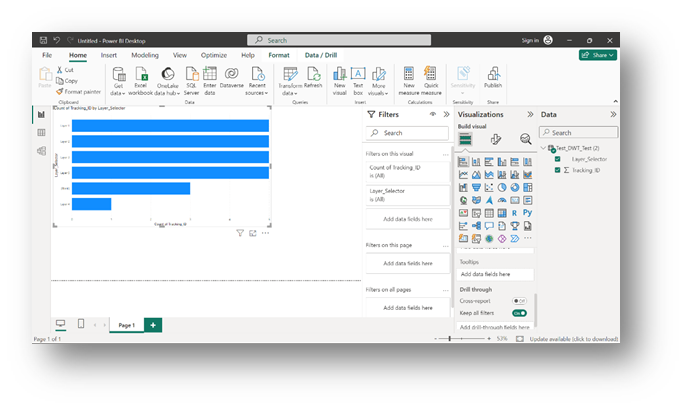 Untitled - Power BI Desktop
Search
Sign in
File Home Insert Modeling View Optimize Help Format Data / Drill
Share
Paste
Cut
Copy
Format painter
Get data
Excel workbook
OneLake data hub
SQL Server
Enter data
Dataverse
Recent sources
Transform data
Refresh
New visual
Text box
More visuals
New measure
Quick measure
Sensitivity
Publish
Clipboard
Data
Queries
Insert
Calculations
Sensitivity
Share
Count of Tracking_ID by Layer_Selector
Layer_Selector
Count of Tracking_ID
Filters
Search
Filters on this visual
Count of Tracking_ID
is (All)
Layer_Selector
is (All)
Add data fields here
Filters on this page
Add data fields here
Filters on all pages
Add data fields here
Visualizations
Build visual
Tooltips
Add data fields here
Drill through
Cross-report
Off
Keep all filters
On
Add drill-through fields here
Data
Search
Test_DWT_Test (2)
Layer_Selector
Tracking_ID
Page 1
Page 1 of 1
53%
Update available (click to download)